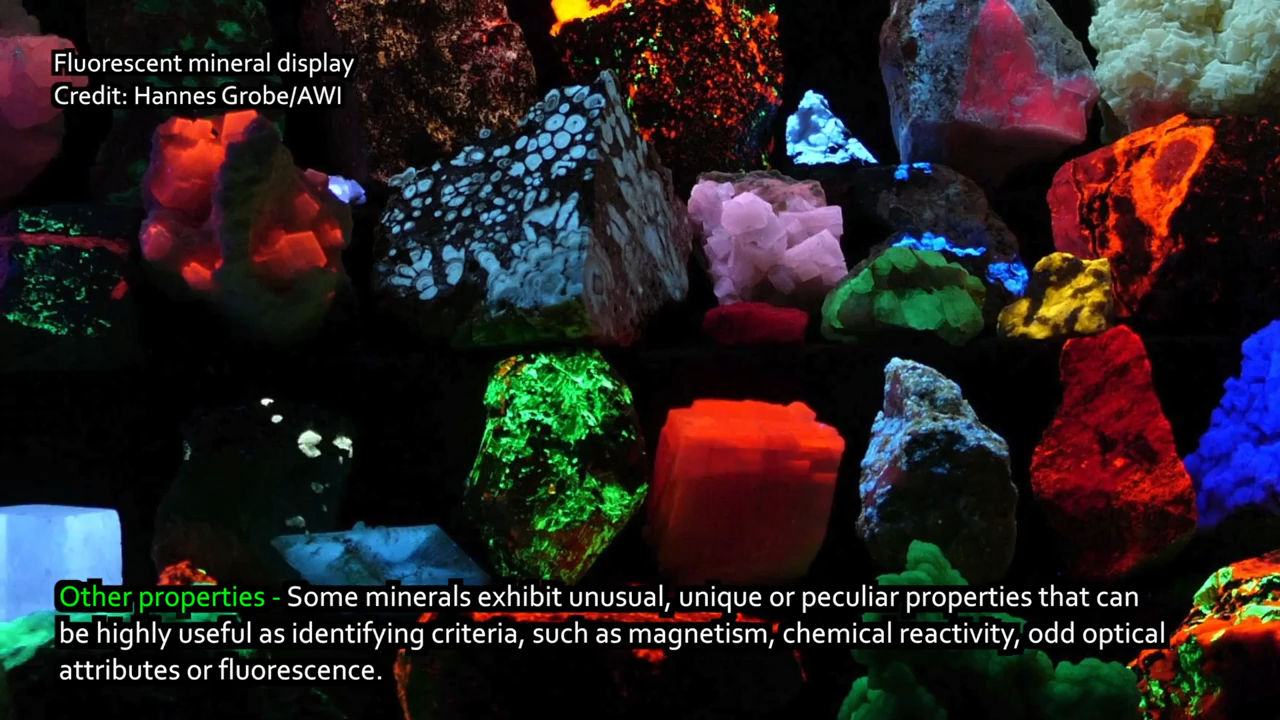 Fluorescent mineral display
Credit: Hannes Grobe/AWI
Other properties - Some minerals exhibit unusual, unique or peculiar properties that can
be highly useful as identifying criteria, such as magnetism, chemical reactivity, odd optical
attributes or fluorescence.